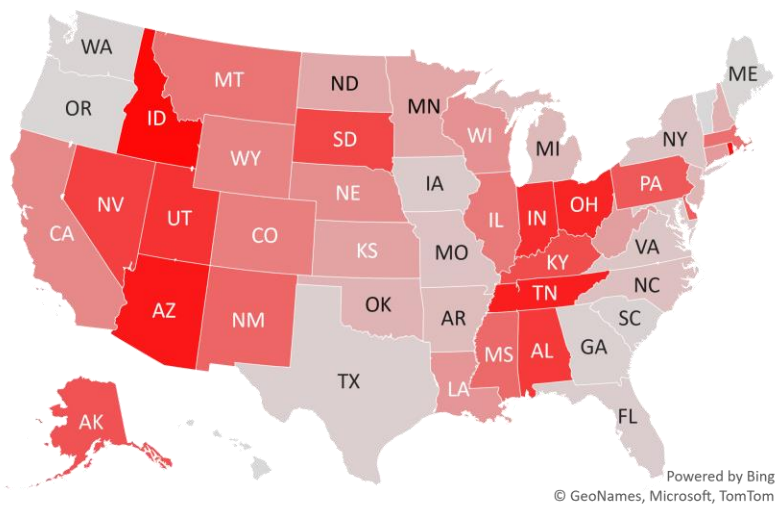 WA
ME
MT
ND
OR
MN
ID
WI
SD
NY
MI
WY
IA
PA
NE
NV
OH
IL
IN
UT
CO
CA
VA
KS
MO
KY
NC
TN
OK
AZ
AR
SC
NM
GA
MS
AL
TX
LA
FL
AK
Powered by Bing
© GeoNames, Microsoft, TomTom